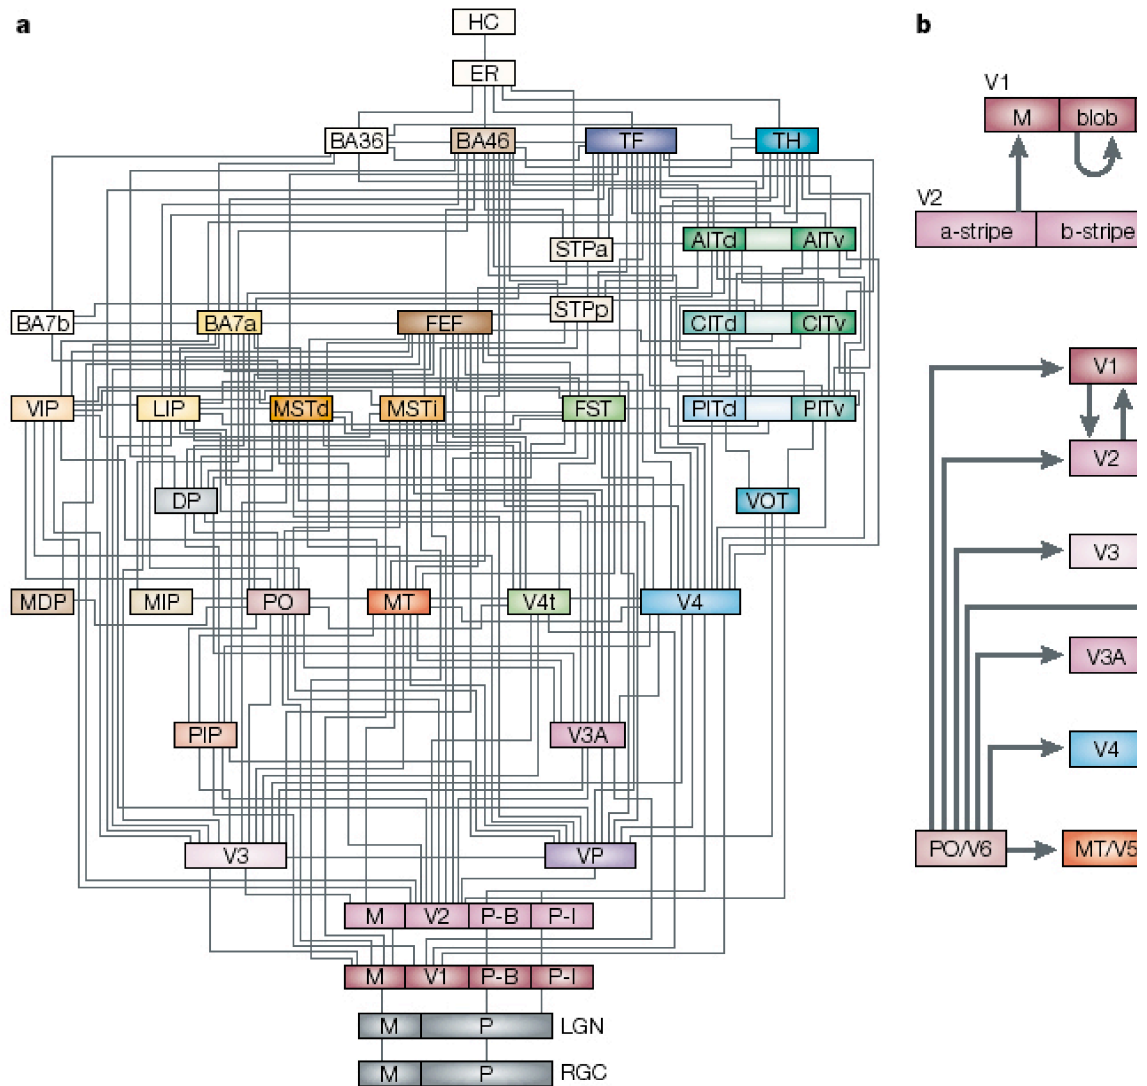 a
HC
ER
BA36 BA46 TF TH
STPa AITd AITv
BA7b BA7a FEF STPp CITd CITv
VIP LIP MSTd MSTi FST PITd PITv
DP VOT
MDP MIP PO MT V4t V4
PIP V3A
V3 VP
M V2 P-B P-I
M V1 P-B P-I
M P LGN
M P RGC
b
V1
M blob
V2
a-stripe b-stripe
V1
V2
V3
V3A
V4
PO/V6 MT/V5